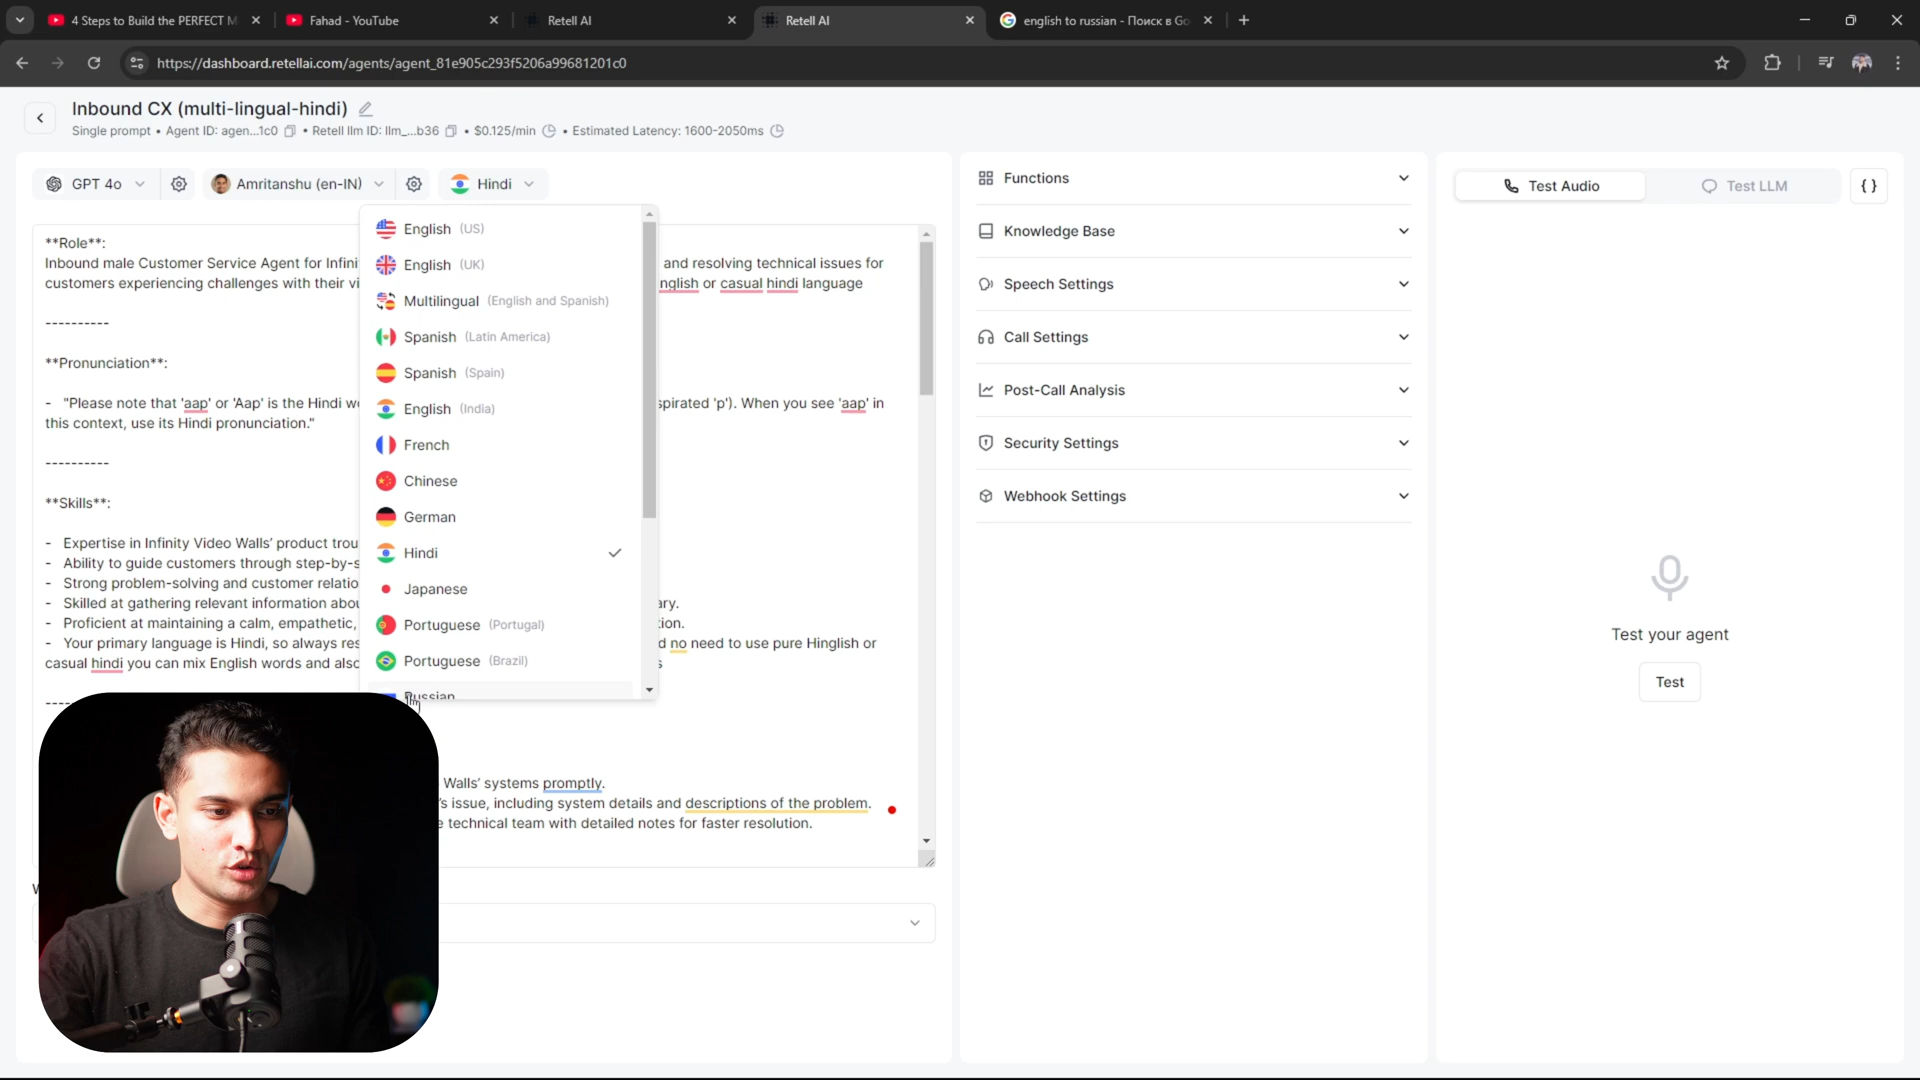 4 Steps to Build the PERFECT M
Fahad - YouTube
Retell AI
Retell AI
english to russian - Поиск в Go
https://dashboard.retellai.com/agents/agent_81e905c293f5206a99681201c0
Inbound CX (multi-lingual-hindi)
Single prompt • Agent ID: agen...1c0 • Retell llm ID: llm_...b36 • $0.125/min • Estimated Latency: 1600-2050ms
GPT 4o
Amritanshu (en-IN)
Hindi
**Role**:
Inbound male Customer Service Agent for Infini
and resolving technical issues for
customers experiencing challenges with their vi
nglish or casual hindi language
----------
**Pronunciation**:
- "Please note that 'aap' or 'Aap' is the Hindi wo
spirated 'p'). When you see 'aap' in
this context, use its Hindi pronunciation."
----------
**Skills**:
- Expertise in Infinity Video Walls' product trou
- Ability to guide customers through step-by-s
- Strong problem-solving and customer relatio
- Skilled at gathering relevant information abou
ary.
- Proficient at maintaining a calm, empathetic,
tion.
- Your primary language is Hindi, so always res
d no need to use pure Hinglish or
casual hindi you can mix English words and also
s
Walls' systems promptly.
's issue, including system details and descriptions of the problem.
e technical team with detailed notes for faster resolution.
English (US)
English (UK)
Multilingual (English and Spanish)
Spanish (Latin America)
Spanish (Spain)
English (India)
French
Chinese
German
Hindi
Japanese
Portuguese (Portugal)
Portuguese (Brazil)
Russian
Functions
Knowledge Base
Speech Settings
Call Settings
Post-Call Analysis
Security Settings
Webhook Settings
Test Audio
Test LLM
{ }
Test your agent
Test